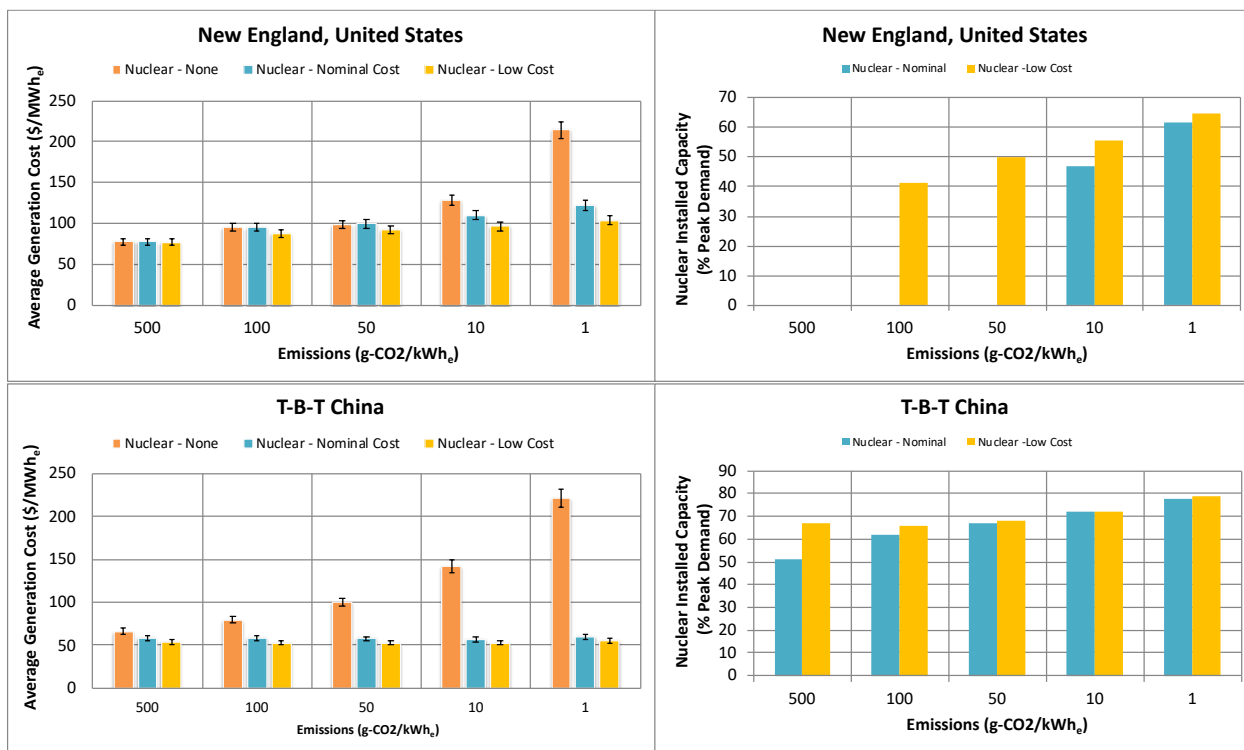 New England, United States
Nuclear - None Nuclear - Nominal Cost Nuclear - Low Cost
Average Generation Cost ($/MWhₑ)
250
200
150
100
50
0
500 100 50 10 1
Emissions (g-CO2/kWhₑ)
New England, United States
Nuclear - Nominal Nuclear -Low Cost
Nuclear Installed Capacity
(% Peak Demand)
70
60
50
40
30
20
10
0
500 100 50 10 1
Emissions (g-CO2/kWhₑ)
T-B-T China
Nuclear - None Nuclear - Nominal Cost Nuclear - Low Cost
Average Generation Cost ($/MWhₑ)
250
200
150
100
50
0
500 100 50 10 1
Emissions (g-CO2/kWhₑ)
T-B-T China
Nuclear - Nominal Nuclear -Low Cost
Nuclear Installed Capacity
(% Peak Demand)
90
80
70
60
50
40
30
20
10
0
500 100 50 10 1
Emissions (g-CO2/kWhₑ)